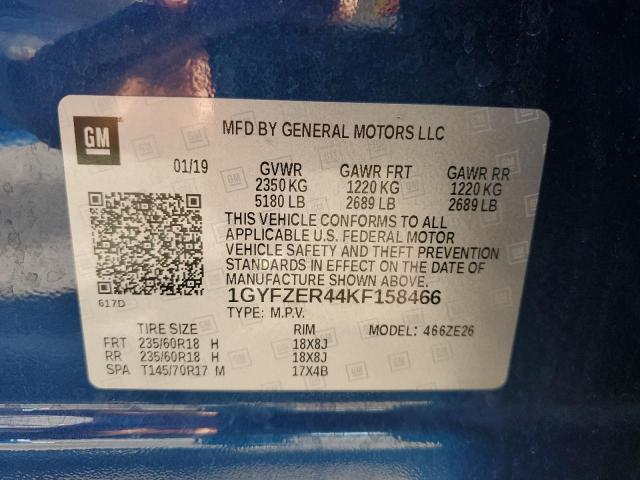 GM
MFD BY GENERAL MOTORS LLC
01/19 GVWR GAWR FRT GAWR RR
2350 KG 1220 KG 1220 KG
5180 LB 2689 LB 2689 LB
THIS VEHICLE CONFORMS TO ALL
APPLICABLE U.S. FEDERAL MOTOR
VEHICLE SAFETY AND THEFT PREVENTION
STANDARDS IN EFFECT ON THE DATE OF
MANUFACTURE SHOWN ABOVE.
617D
1GYFZER44KF158466
TYPE: M.P.V.
TIRE SIZE RIM MODEL: 466ZE26
FRT 235/60R18 H 18X8J
RR 235/60R18 H 18X8J
SPA T145/70R17 M 17X4B